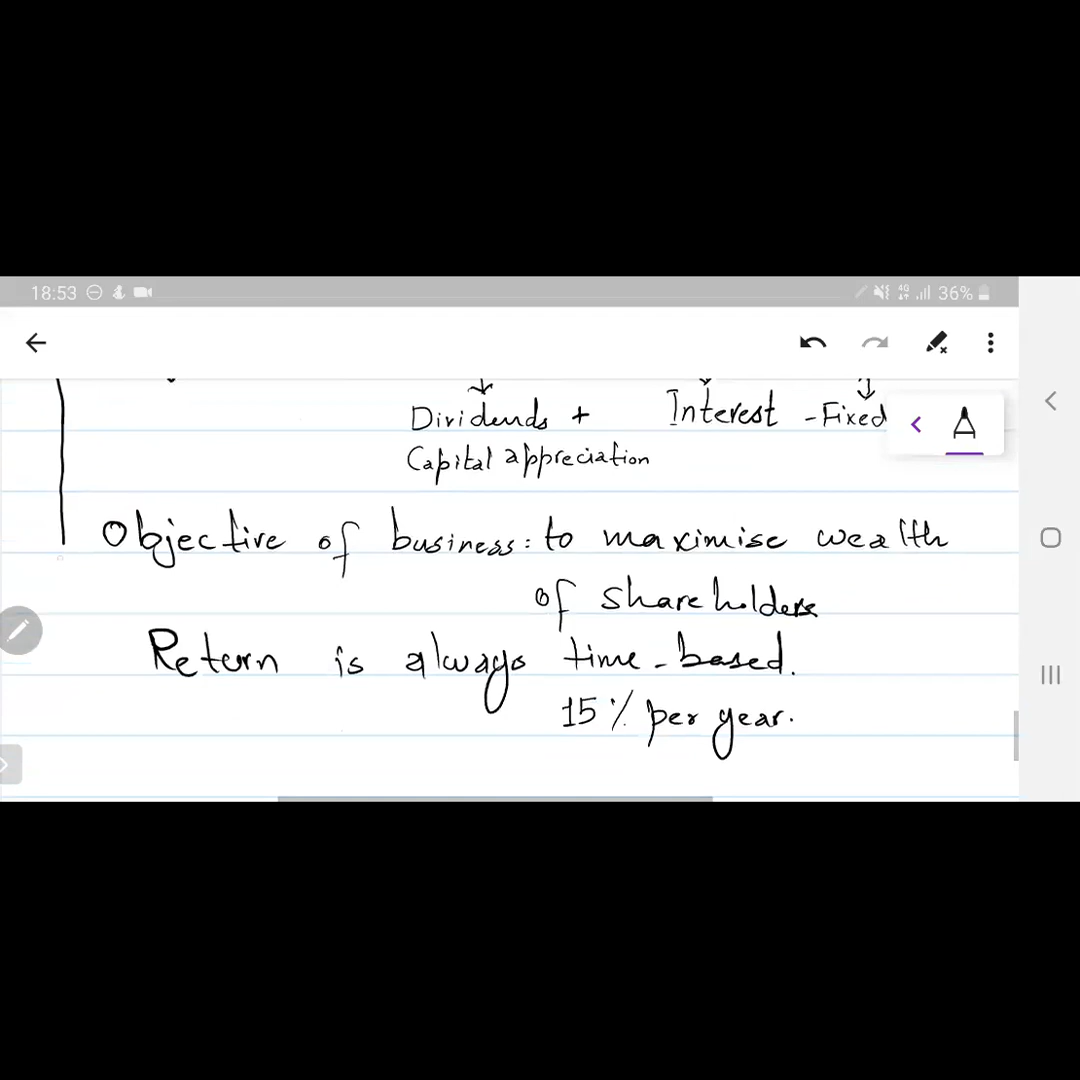 18:53 36%
Dividends + Interest - Fixed
Capital appreciation
Objective of business: to maximise wealth
of shareholders
Return is always time-based.
15% per year.